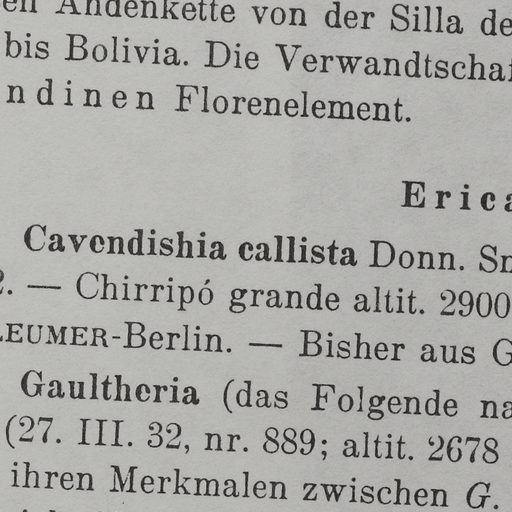 en Andenkette von der Silla de
bis Bolivia. Die Verwandtschaf
ndinen Florenelement.
Erica
Cavendishia callista Donn. Sm
2. — Chirripó grande altit. 2900
LEUMER-Berlin. — Bisher aus G
Gaultheria (das Folgende na
(27. III. 32, nr. 889; altit. 2678
ihren Merkmalen zwischen G.